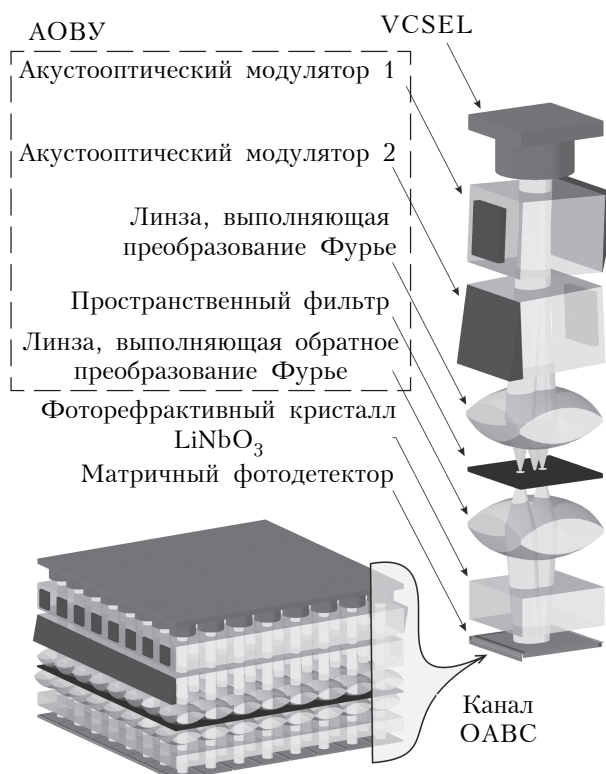 АОВУ
VCSEL
Акустооптический модулятор 1
Акустооптический модулятор 2
Линза, выполняющая
преобразование Фурье
Пространственный фильтр
Линза, выполняющая обратное
преобразование Фурье
Фоторефрактивный кристалл
LiNbO₃
Матричный фотодетектор
Канал
ОАВС